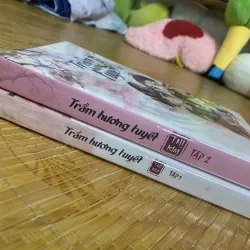 Trầm hương tuyết
TẬP 2
Trầm hương tuyết
TẬP 1